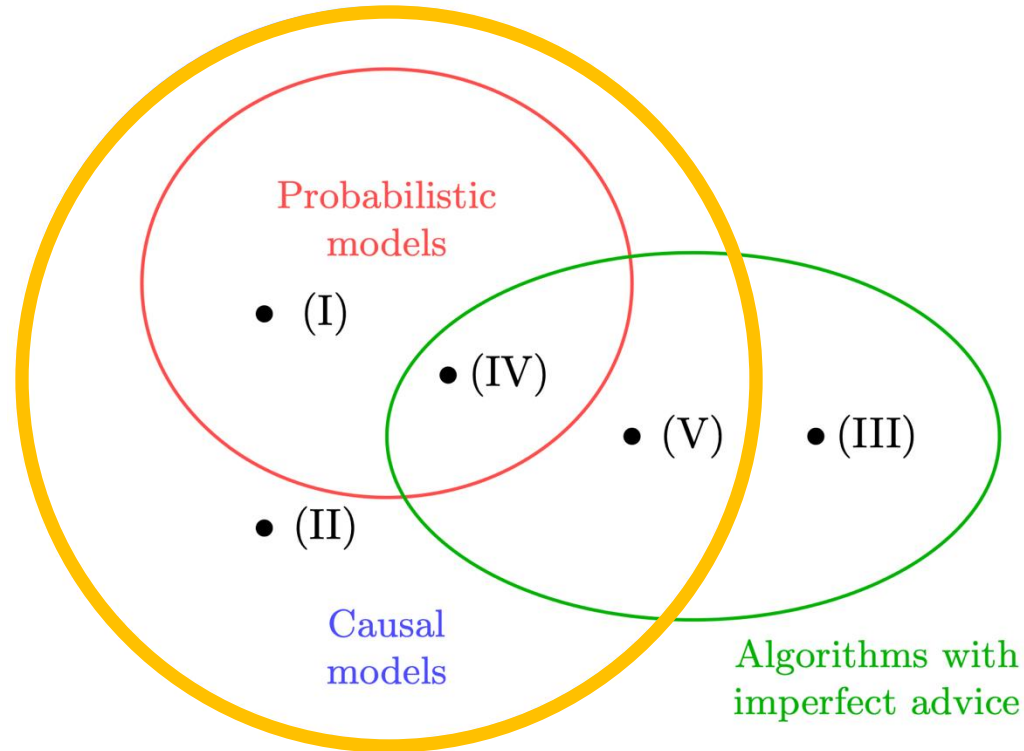 Probabilistic
models
(I)
(IV)
(V)
(III)
(II)
Causal
models
Algorithms with
imperfect advice